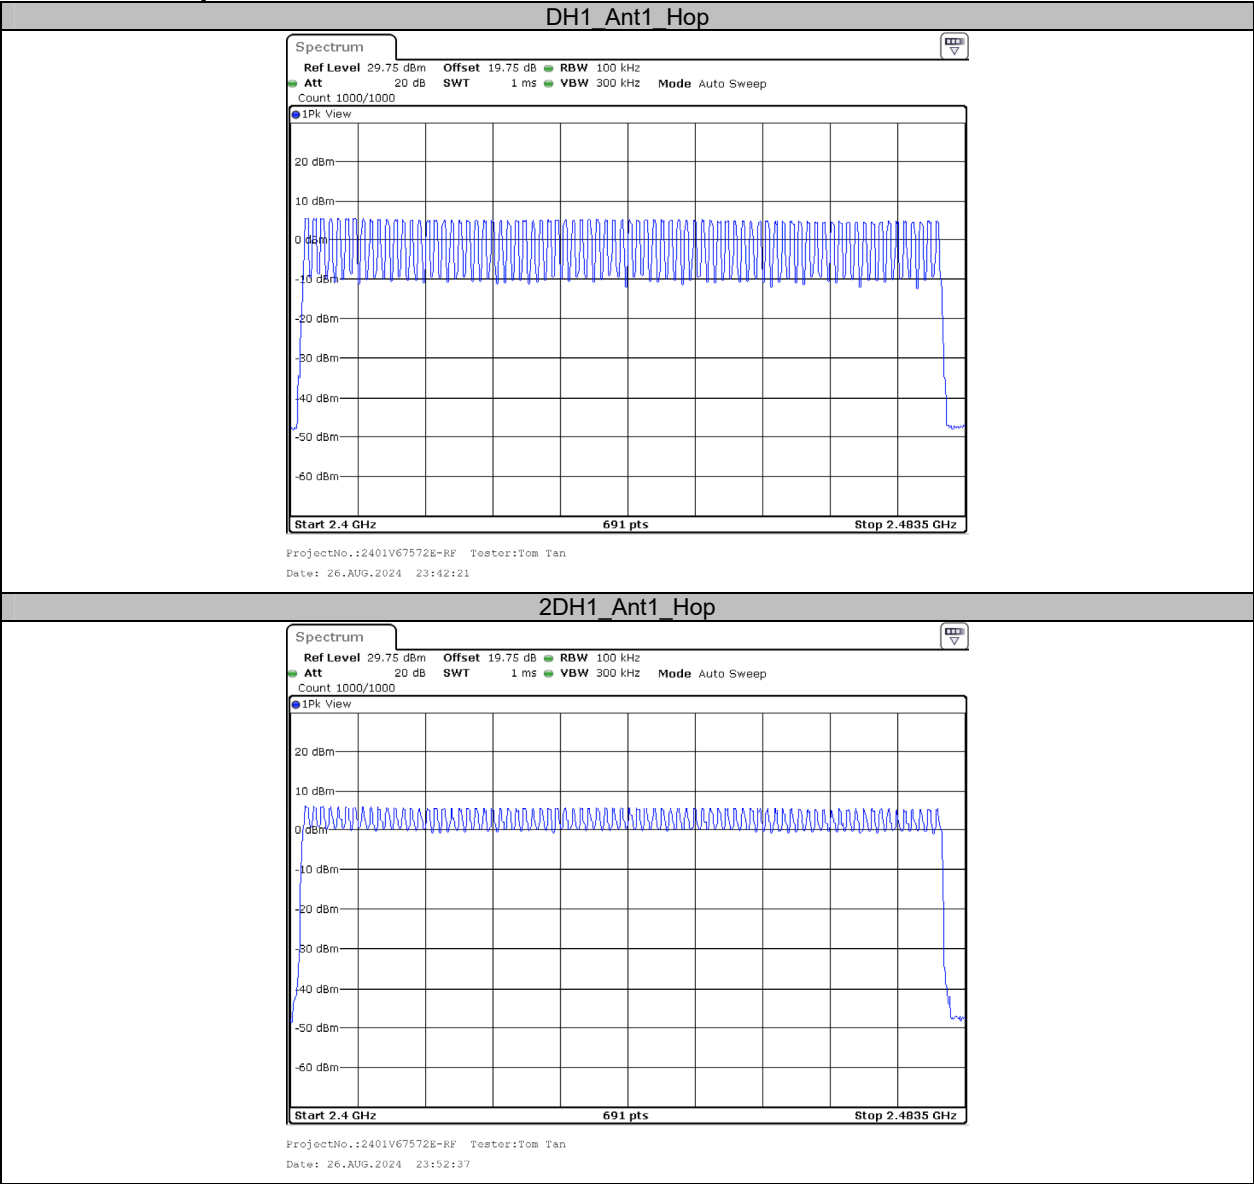 DH1_Ant1_Hop
Spectrum
Ref Level 29.75 dBm Offset 19.75 dB RBW 100 kHz
Att 20 dB SWT 1 ms VBW 300 kHz Mode Auto Sweep
Count 1000/1000
1Pk View
20 dBm
10 dBm
0 dBm
-10 dBm
-20 dBm
-30 dBm
-40 dBm
-50 dBm
-60 dBm
Start 2.4 GHz 691 pts Stop 2.4835 GHz
ProjectNo.:2401V67572E-RF Tester:Tom Tan
Date: 26.AUG.2024 23:42:21
2DH1_Ant1_Hop
Spectrum
Ref Level 29.75 dBm Offset 19.75 dB RBW 100 kHz
Att 20 dB SWT 1 ms VBW 300 kHz Mode Auto Sweep
Count 1000/1000
1Pk View
20 dBm
10 dBm
0 dBm
-10 dBm
-20 dBm
-30 dBm
-40 dBm
-50 dBm
-60 dBm
Start 2.4 GHz 691 pts Stop 2.4835 GHz
ProjectNo.:2401V67572E-RF Tester:Tom Tan
Date: 26.AUG.2024 23:52:37